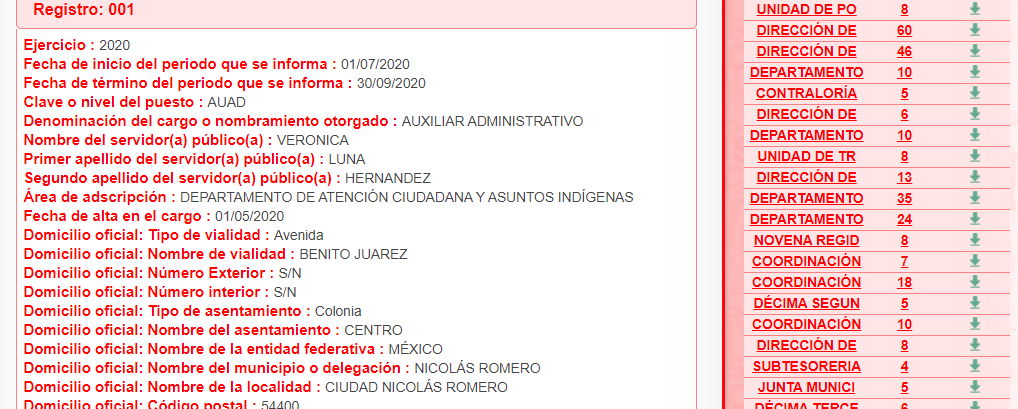 Registro: 001
Ejercicio : 2020
Fecha de inicio del periodo que se informa : 01/07/2020
Fecha de término del periodo que se informa : 30/09/2020
Clave o nivel del puesto : AUAD
Denominación del cargo o nombramiento otorgado : AUXILIAR ADMINISTRATIVO
Nombre del servidor(a) público(a) : VERONICA
Primer apellido del servidor(a) público(a) : LUNA
Segundo apellido del servidor(a) público(a) : HERNANDEZ
Área de adscripción : DEPARTAMENTO DE ATENCIÓN CIUDADANA Y ASUNTOS INDÍGENAS
Fecha de alta en el cargo : 01/05/2020
Domicilio oficial: Tipo de vialidad : Avenida
Domicilio oficial: Nombre de vialidad : BENITO JUAREZ
Domicilio oficial: Número Exterior : S/N
Domicilio oficial: Número interior : S/N
Domicilio oficial: Tipo de asentamiento : Colonia
Domicilio oficial: Nombre del asentamiento : CENTRO
Domicilio oficial: Nombre de la entidad federativa : MÉXICO
Domicilio oficial: Nombre del municipio o delegación : NICOLÁS ROMERO
Domicilio oficial: Nombre de la localidad : CIUDAD NICOLÁS ROMERO
Domicilio oficial: Código postal : 54400
UNIDAD DE PO 8
DIRECCIÓN DE 60
DIRECCIÓN DE 46
DEPARTAMENTO 10
CONTRALORÍA 5
DIRECCIÓN DE 6
DEPARTAMENTO 10
UNIDAD DE TR 8
DIRECCIÓN DE 13
DEPARTAMENTO 35
DEPARTAMENTO 24
NOVENA REGID 8
COORDINACIÓN 7
COORDINACIÓN 18
DÉCIMA SEGUN 5
COORDINACIÓN 10
DIRECCIÓN DE 8
SUBTESORERIA 4
JUNTA MUNICI 5
DÉCIMA TERCE 6